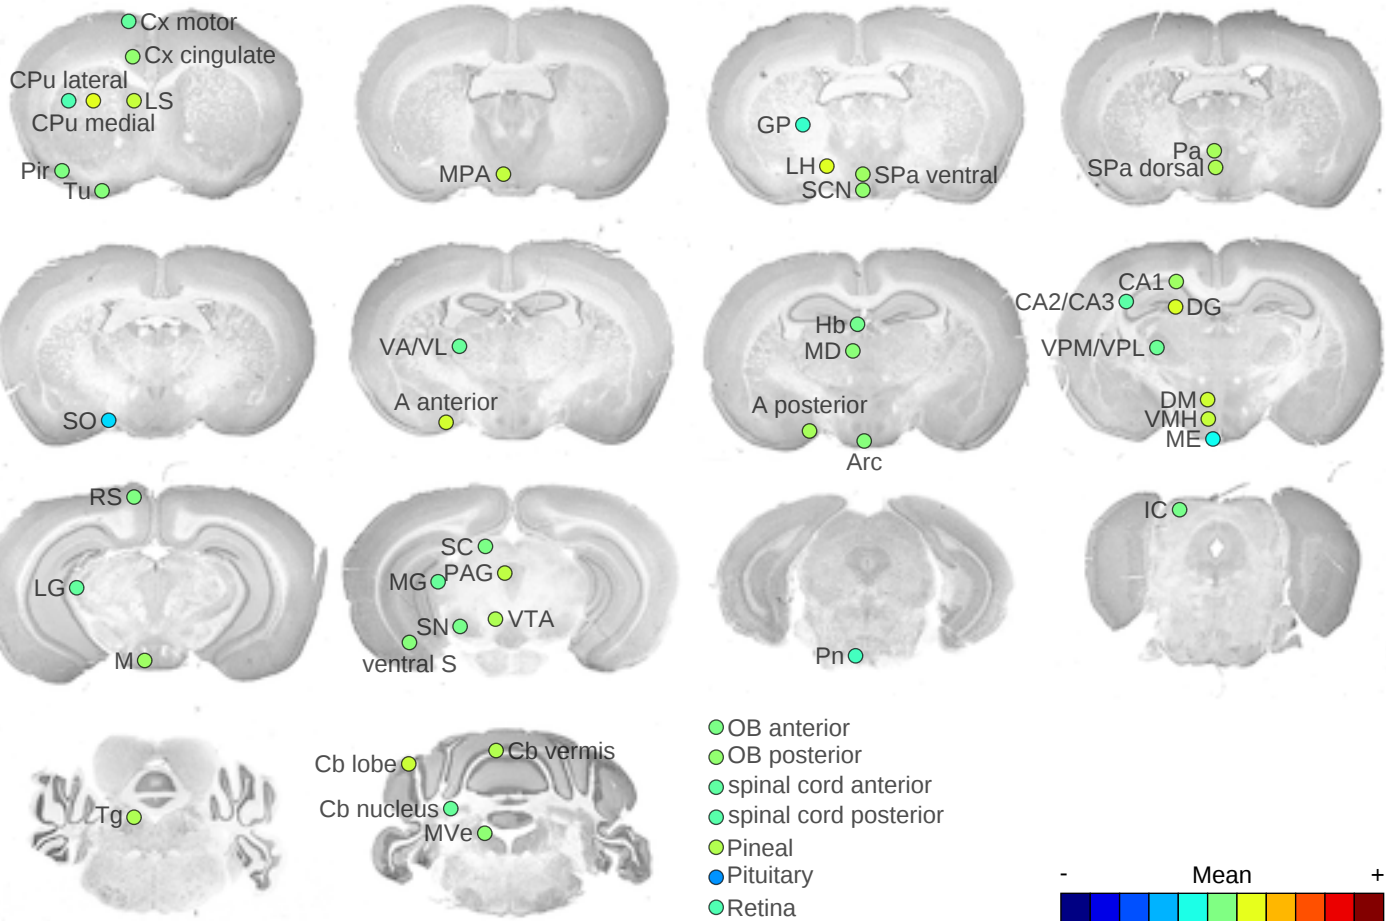 Cx motor
Cx cingulate
CPu lateral
LS
CPu medial
Pir
Tu
MPA
GP
LH
SPa ventral
SCN
Pa
SPa dorsal
SO
VA/VL
A anterior
Hb
MD
A posterior
Arc
CA1
CA2/CA3
DG
VPM/VPL
DM
VMH
ME
RS
LG
M
SC
MG
PAG
SN
VTA
ventral S
Pn
IC
Tg
Cb lobe
Cb vermis
Cb nucleus
MVe
OB anterior
OB posterior
spinal cord anterior
spinal cord posterior
Pineal
Pituitary
Retina
- Mean +